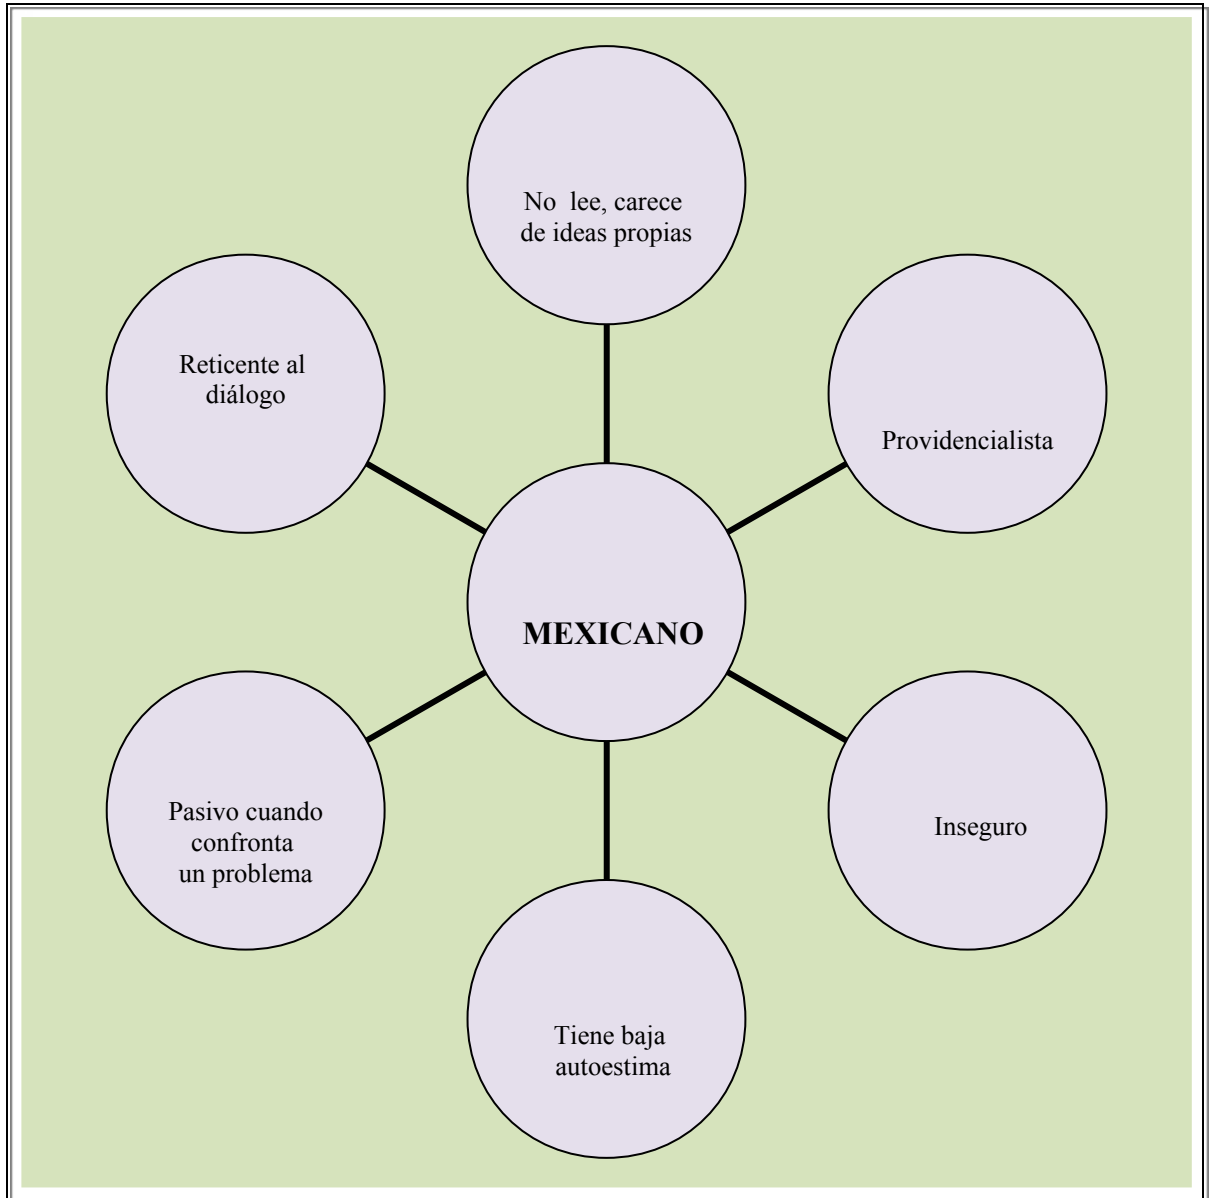 No lee, carece
de ideas propias
Reticente al
diálogo
Providencialista
MEXICANO
Pasivo cuando
confronta
un problema
Inseguro
Tiene baja
autoestima